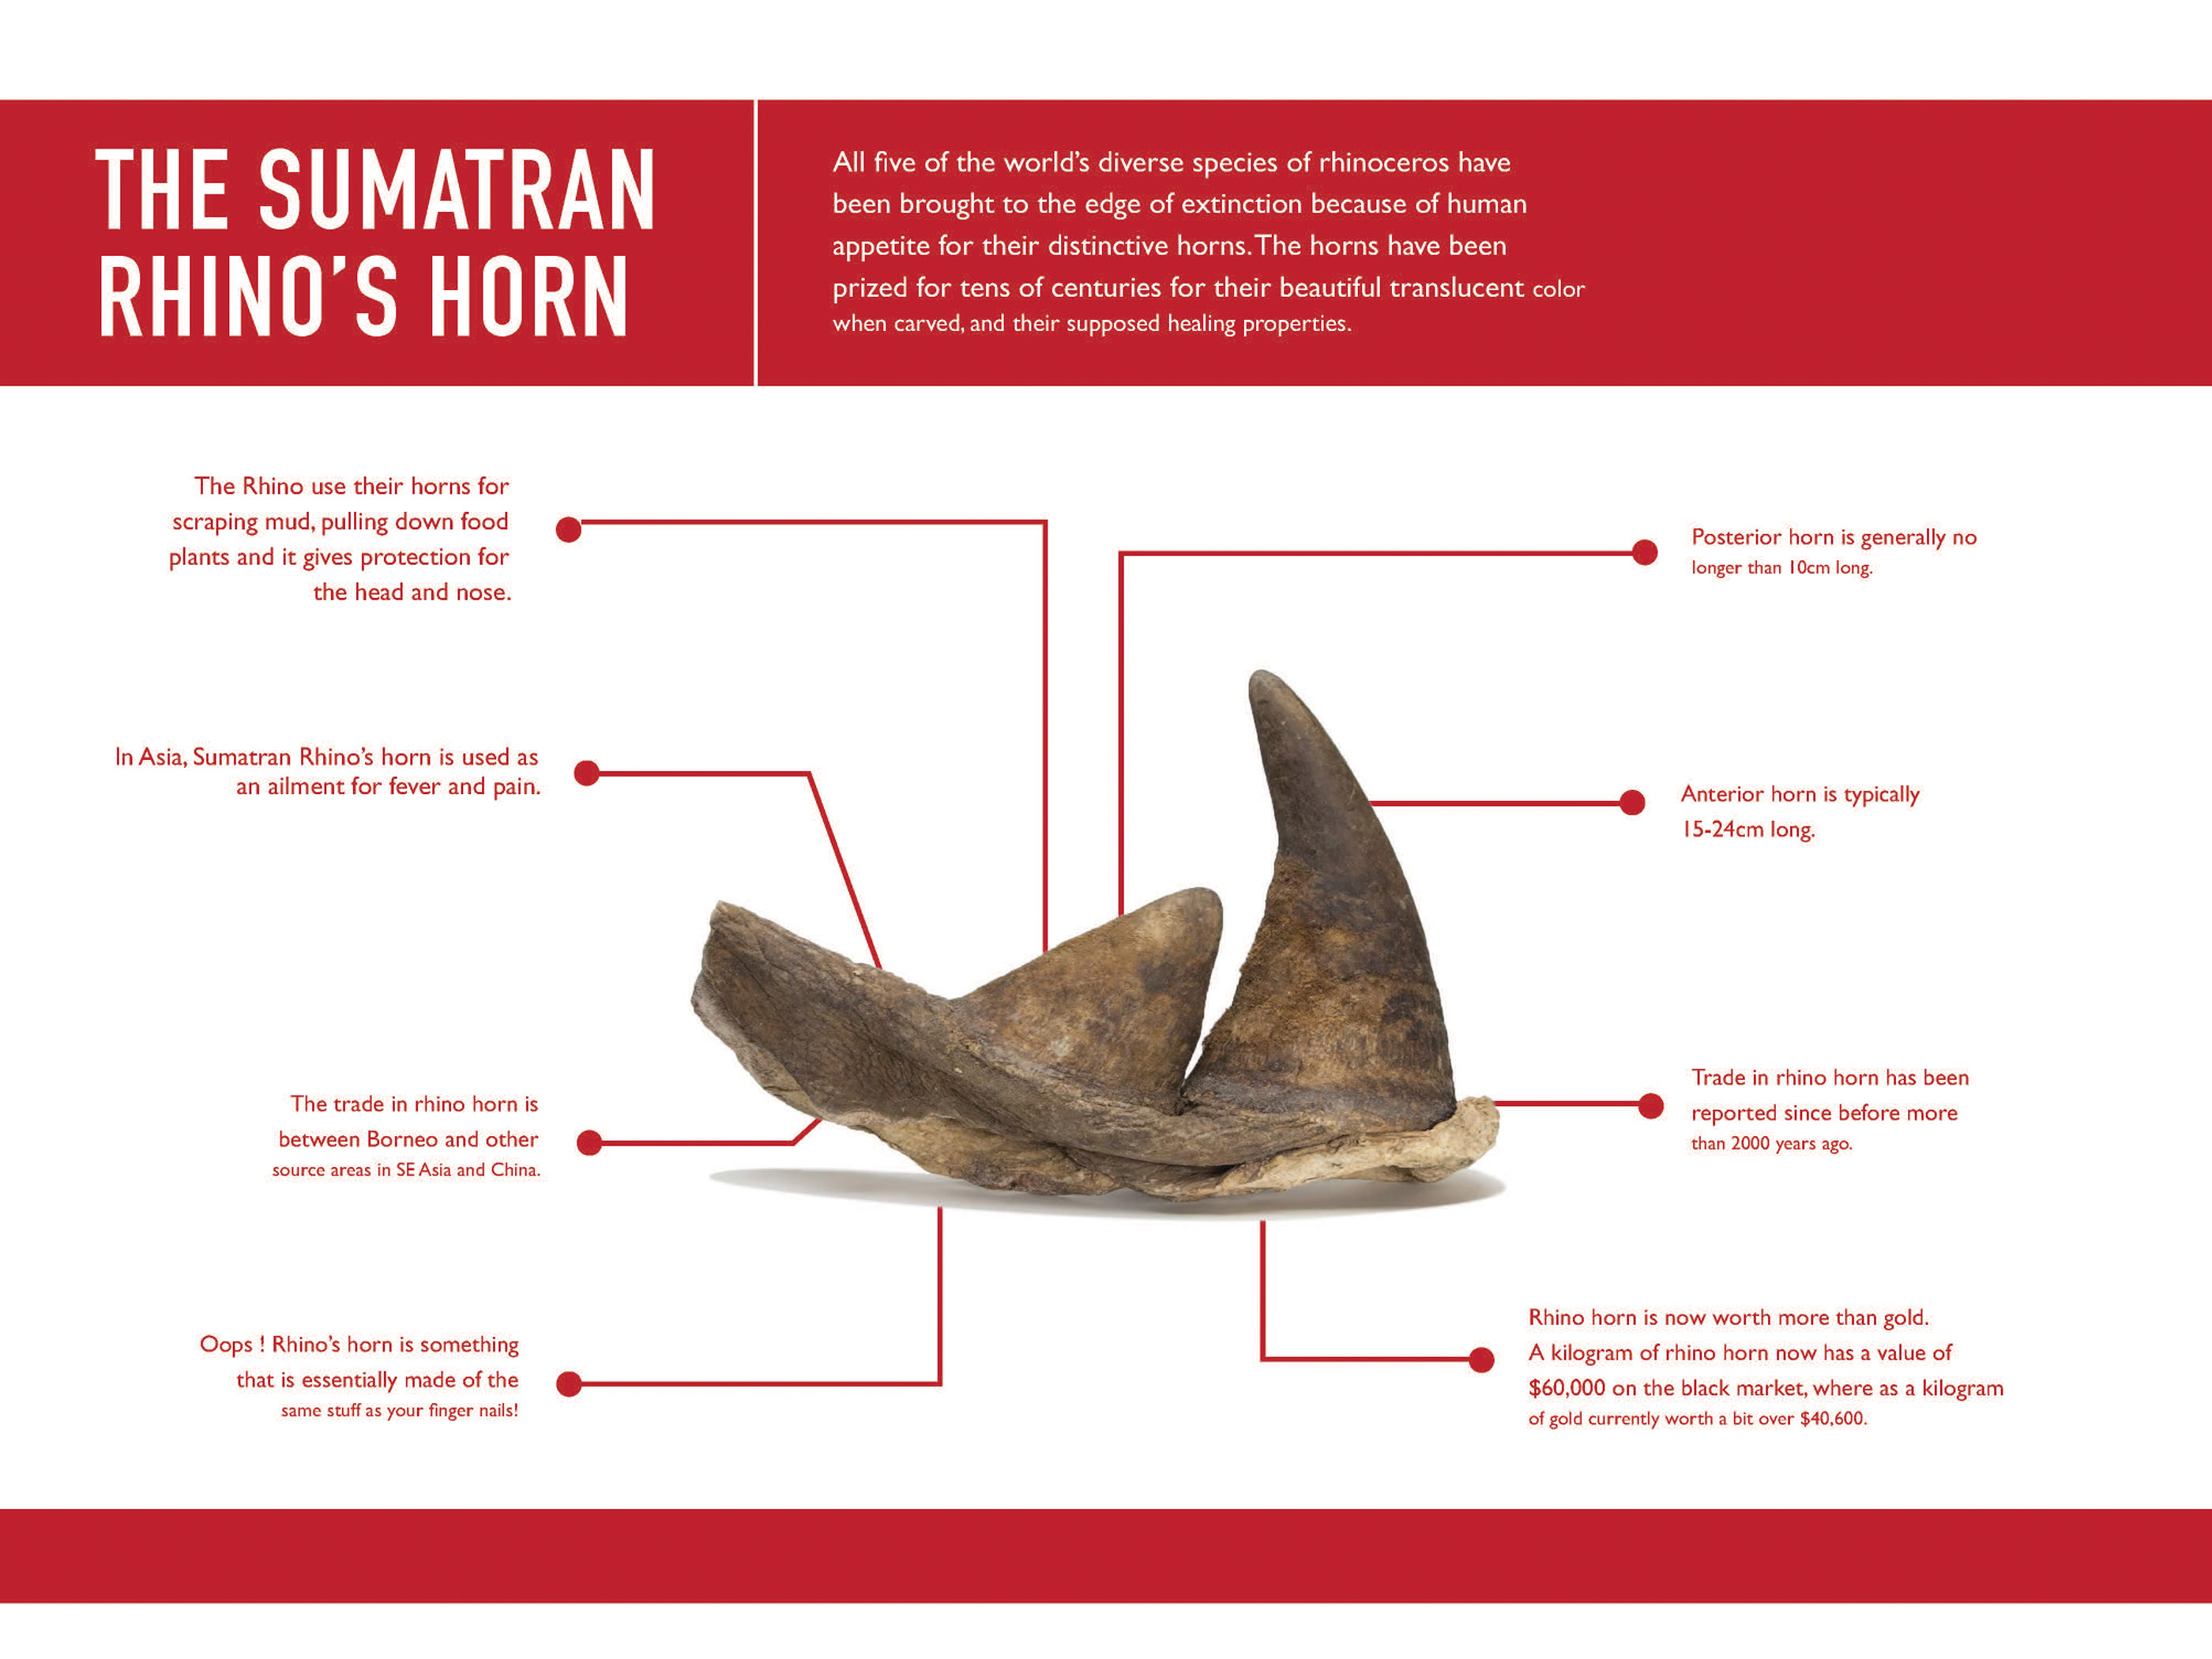 THE SUMATRAN
RHINO'S HORN
All five of the world's diverse species of rhinoceros have
been brought to the edge of extinction because of human
appetite for their distinctive horns. The horns have been
prized for tens of centuries for their beautiful translucent color
when carved, and their supposed healing properties.
The Rhino use their horns for
scraping mud, pulling down food
plants and it gives protection for
the head and nose.
Posterior horn is generally no
longer than 10cm long.
In Asia, Sumatran Rhino's horn is used as
an ailment for fever and pain.
Anterior horn is typically
15-24cm long.
The trade in rhino horn is
between Borneo and other
source areas in SE Asia and China.
Trade in rhino horn has been
reported since before more
than 2000 years ago.
Oops ! Rhino's horn is something
that is essentially made of the
same stuff as your finger nails!
Rhino horn is now worth more than gold.
A kilogram of rhino horn now has a value of
$60,000 on the black market, where as a kilogram
of gold currently worth a bit over $40,600.